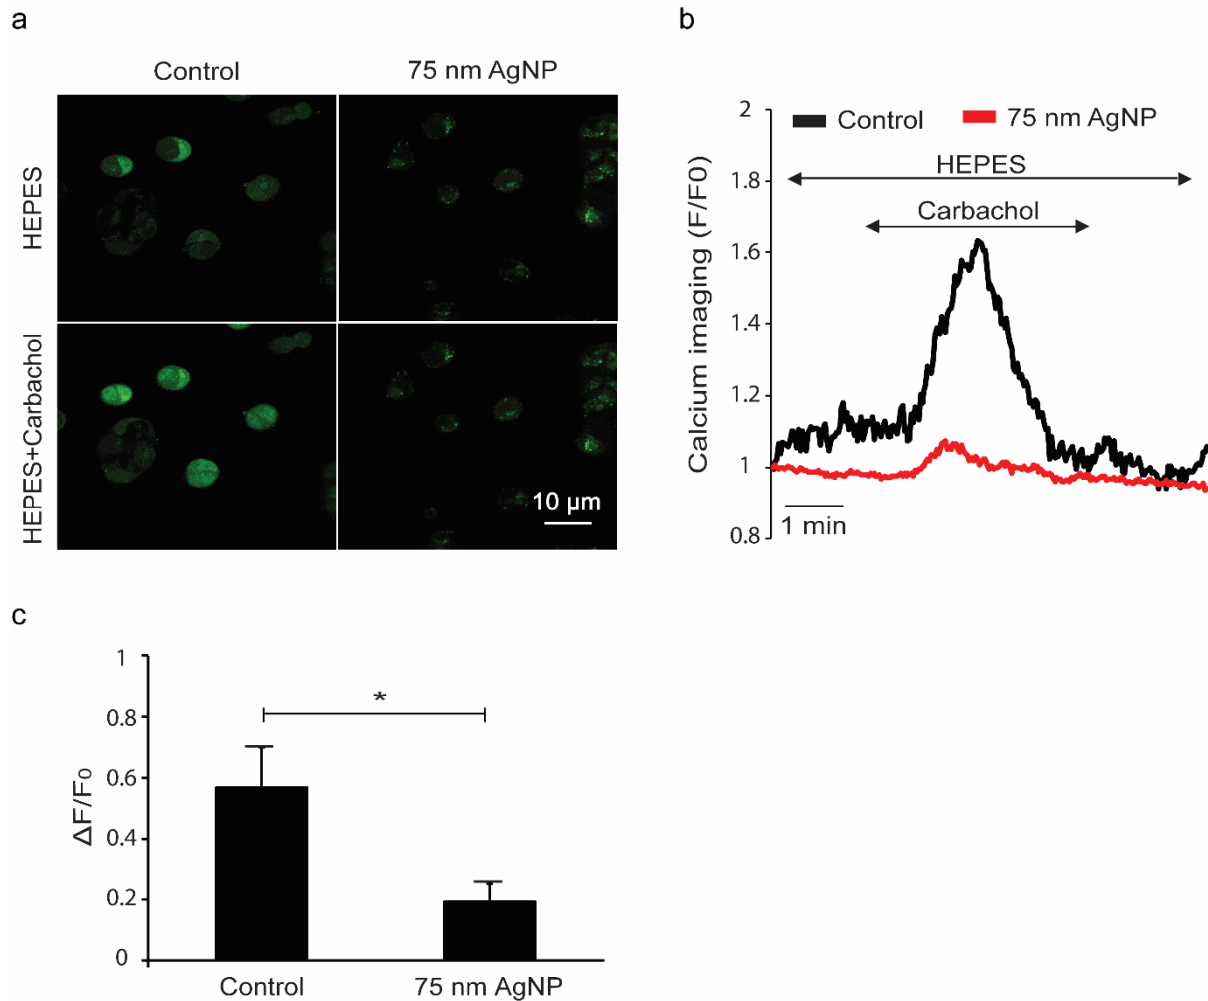 a
Control
75 nm AgNP
HEPES
HEPES+Carbachol
10 µm
b
Calcium imaging (F/F0)
2
1.8
1.6
1.4
1.2
1
0.8
Control
75 nm AgNP
HEPES
Carbachol
1 min
c
ΔF/F₀
1
0.8
0.6
0.4
0.2
0
*
Control
75 nm AgNP